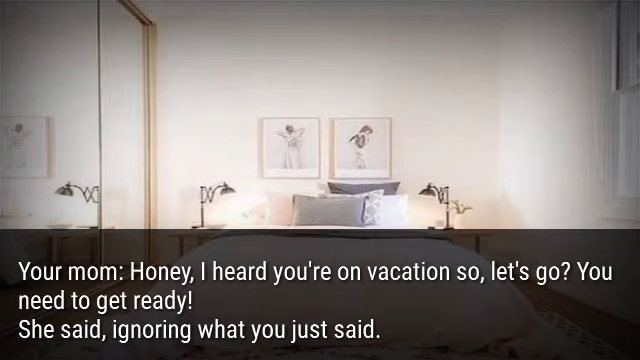 Your mom: Honey, I heard you're on vacation so, let's go? You
need to get ready!
She said, ignoring what you just said.